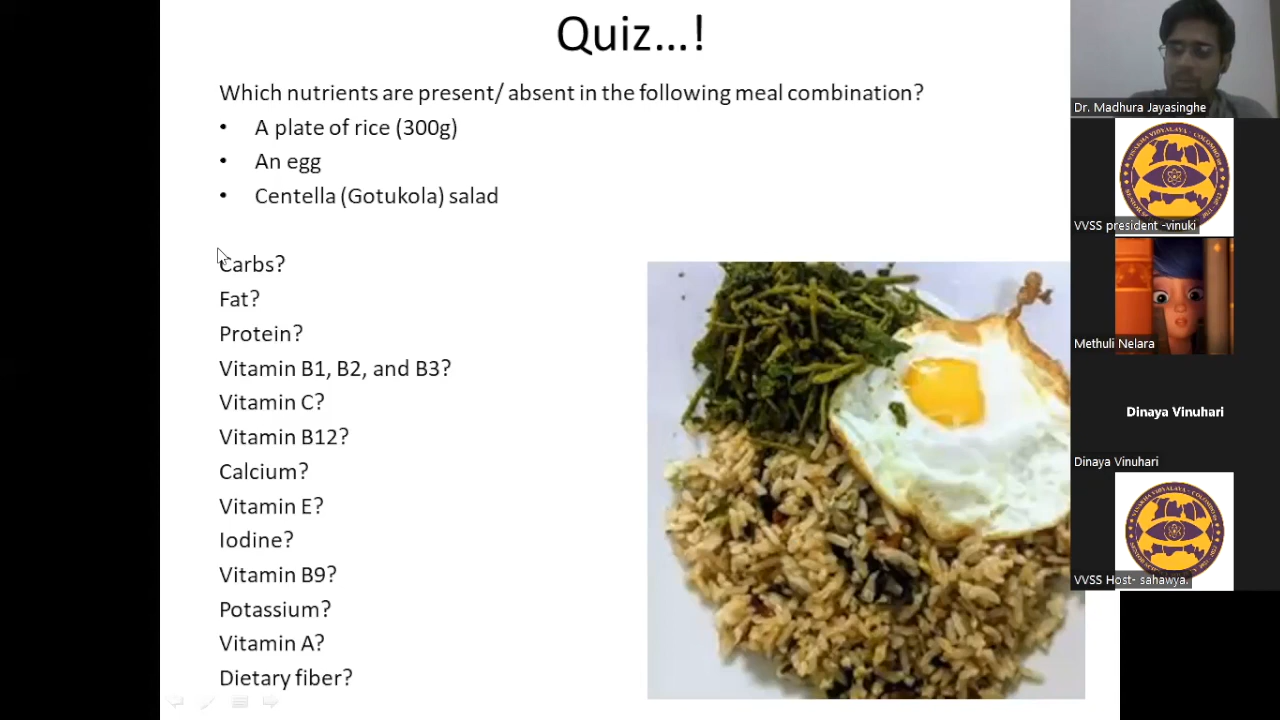 Quiz...!
Which nutrients are present/ absent in the following meal combination?
• A plate of rice (300g)
• An egg
• Centella (Gotukola) salad
Carbs?
Fat?
Protein?
Vitamin B1, B2, and B3?
Vitamin C?
Vitamin B12?
Calcium?
Vitamin E?
Iodine?
Vitamin B9?
Potassium?
Vitamin A?
Dietary fiber?
Dr. Madhura Jayasinghe
VVSS president -vinuki
Methuli Nelara
Dinaya Vinuhari
Dinaya Vinuhari
VVSS Host- sahawya.